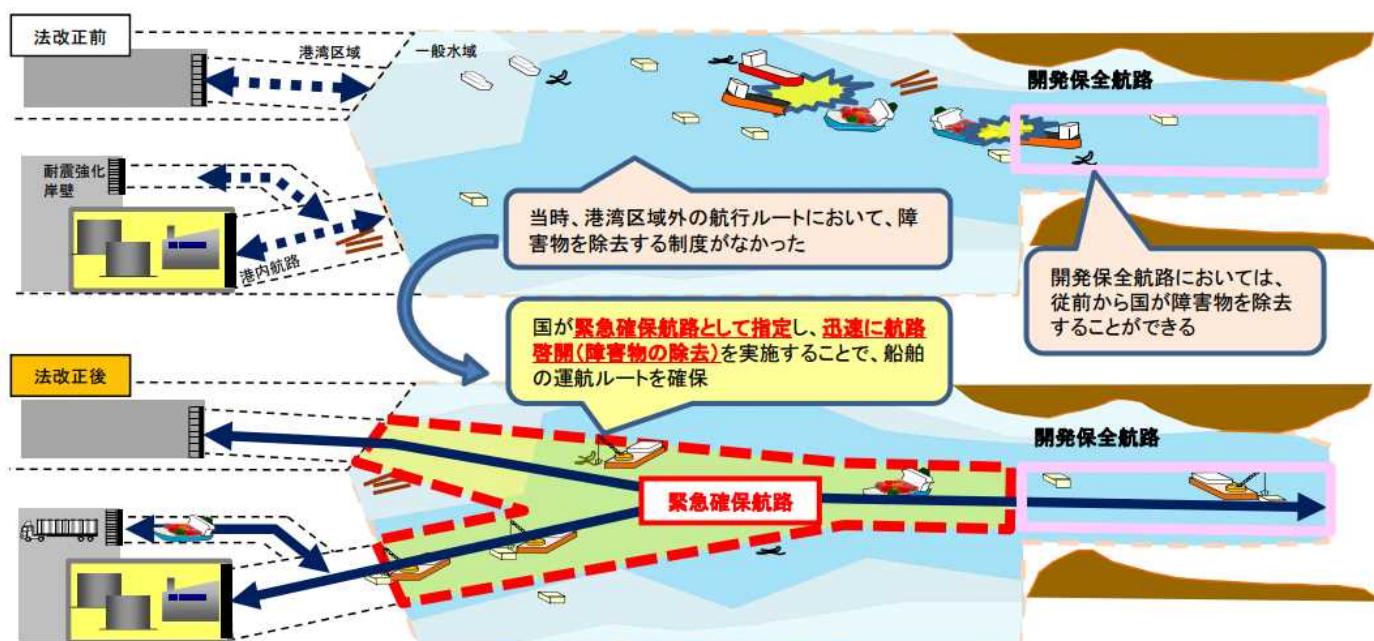 法改正前
港湾区域
一般水域
開発保全航路
耐震強化
岸壁
港内航路
当時、港湾区域外の航行ルートにおいて、障
害物を除去する制度がなかった
開発保全航路においては、
従前から国が障害物を除去
することができる
国が緊急確保航路として指定し、迅速に航路
啓開(障害物の除去)を実施することで、船舶
の運航ルートを確保
法改正後
開発保全航路
緊急確保航路